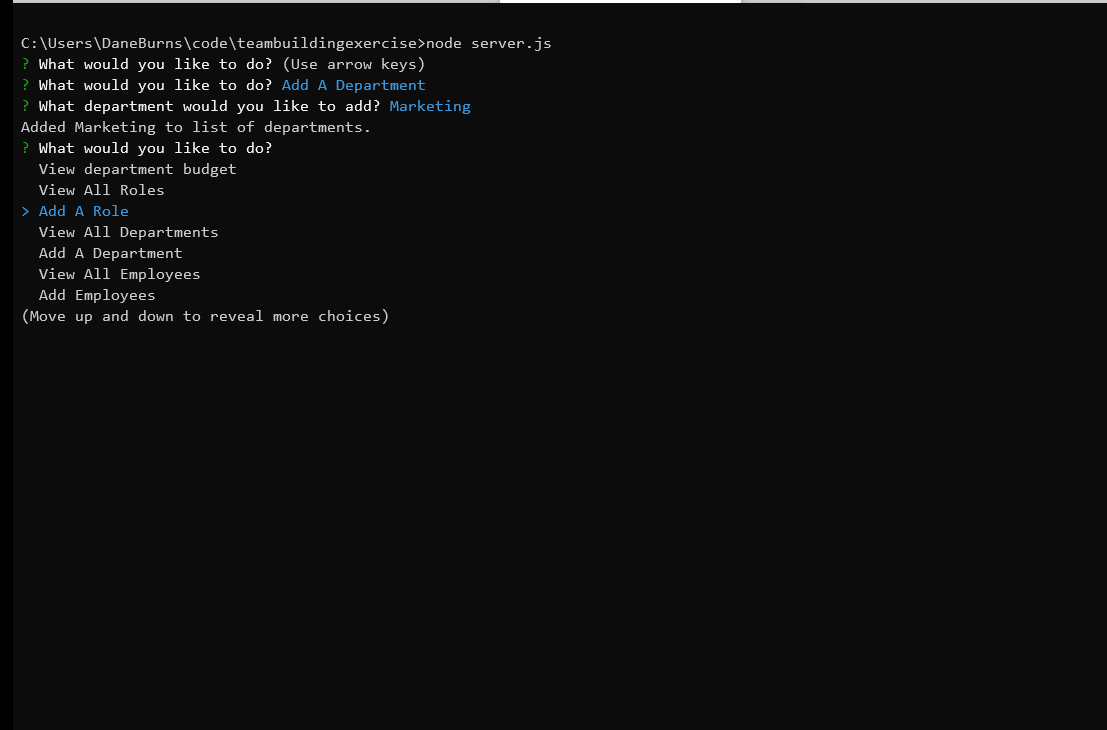 C:\Users\DaneBurns\code\teambuildingexercise>node server.js
? What would you like to do? (Use arrow keys)
? What would you like to do? Add A Department
? What department would you like to add? Marketing
Added Marketing to list of departments.
? What would you like to do?
  View department budget
  View All Roles
> Add A Role
  View All Departments
  Add A Department
  View All Employees
  Add Employees
(Move up and down to reveal more choices)